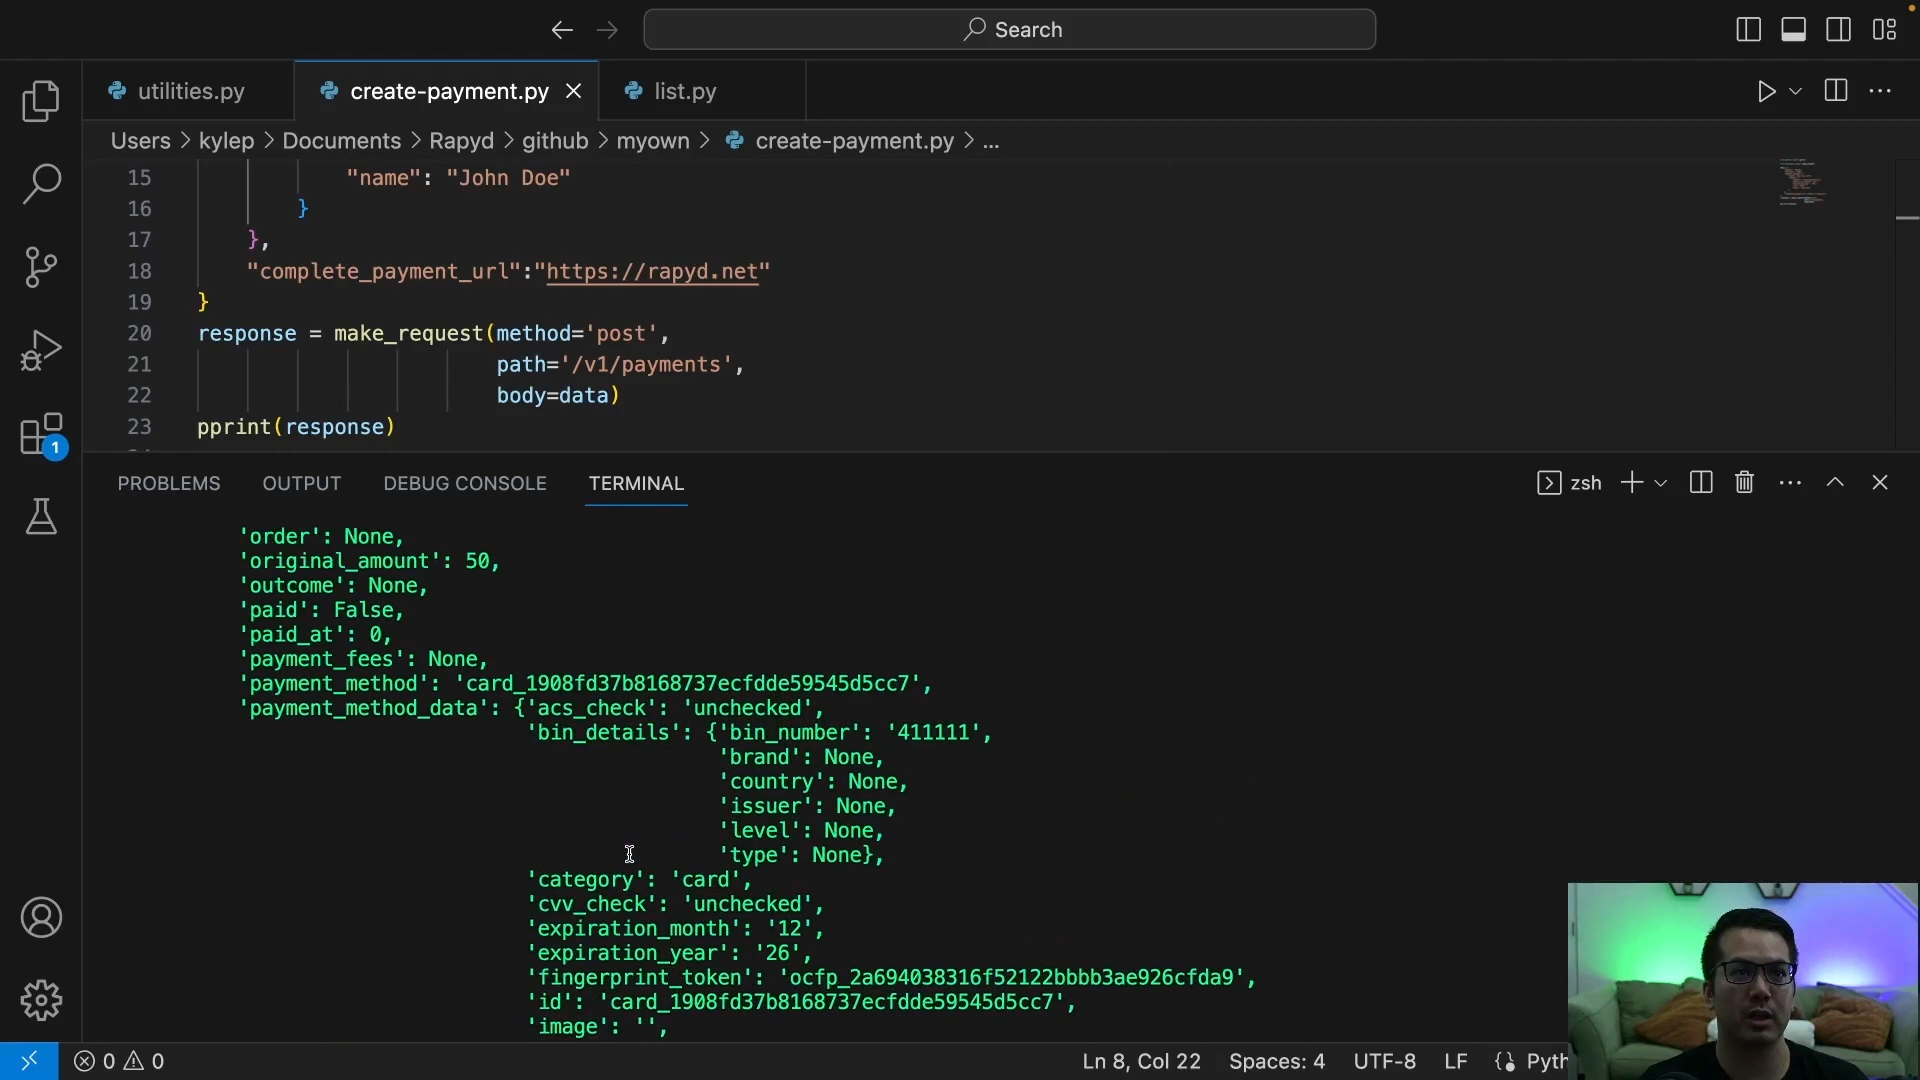 Search
utilities.py
create-payment.py
list.py
Users > kylep > Documents > Rapyd > github > myown > create-payment.py > ...
15 "name": "John Doe"
16 }
17 },
18 "complete_payment_url":"https://rapyd.net"
19 }
20 response = make_request(method='post',
21 path='/v1/payments',
22 body=data)
23 pprint(response)
PROBLEMS OUTPUT DEBUG CONSOLE TERMINAL
zsh
'order': None,
'original_amount': 50,
'outcome': None,
'paid': False,
'paid_at': 0,
'payment_fees': None,
'payment_method': 'card_1908fd37b8168737ecfdde59545d5cc7',
'payment_method_data': {'acs_check': 'unchecked',
'bin_details': {'bin_number': '411111',
'brand': None,
'country': None,
'issuer': None,
'level': None,
'type': None},
'category': 'card',
'cvv_check': 'unchecked',
'expiration_month': '12',
'expiration_year': '26',
'fingerprint_token': 'ocfp_2a694038316f52122bbbb3ae926cfda9',
'id': 'card_1908fd37b8168737ecfdde59545d5cc7',
'image': '',
1
0 0
Ln 8, Col 22 Spaces: 4 UTF-8 LF Pyth